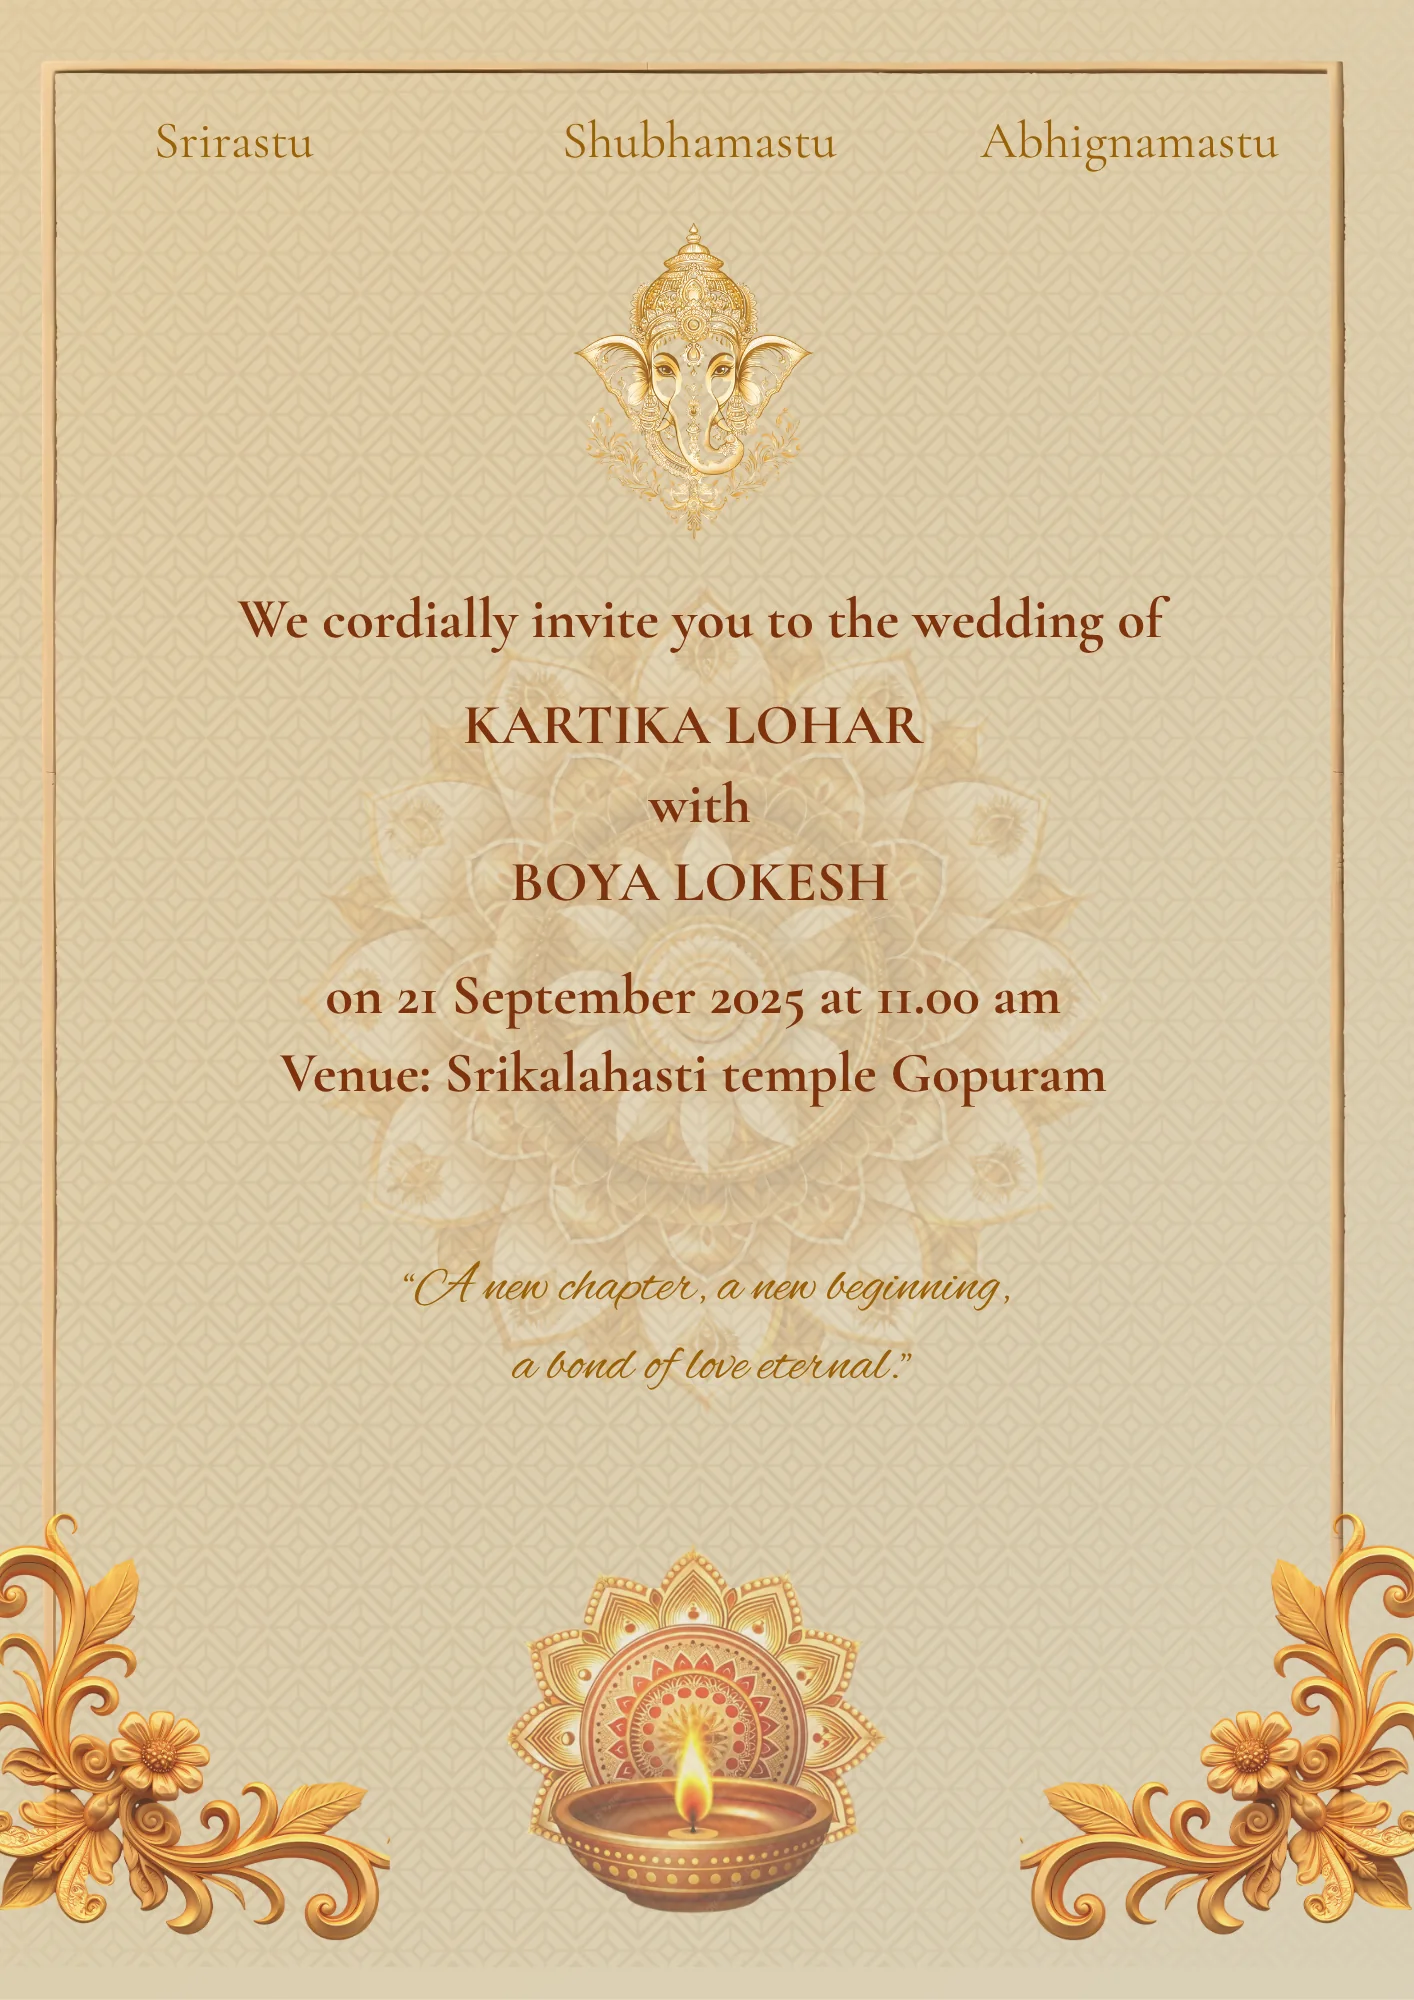 Srirastu Shubhamastu Abhignamastu
We cordially invite you to the wedding of
KARTIKA LOHAR
with
BOYA LOKESH
on 21 September 2025 at 11.00 am
Venue: Srikalahasti temple Gopuram
“A new chapter, a new beginning,
a bond of love eternal.”